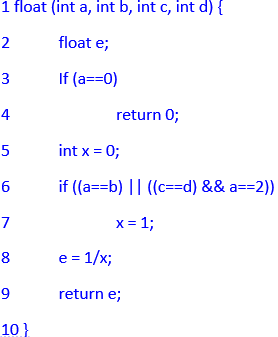 1 float (int a, int b, int c, int d) {
2 float e;
3 If (a==0)
4 return 0;
5 int x = 0;
6 if ((a==b) || ((c==d) && a==2))
7 x = 1;
8 e = 1/x;
9 return e;
10 }